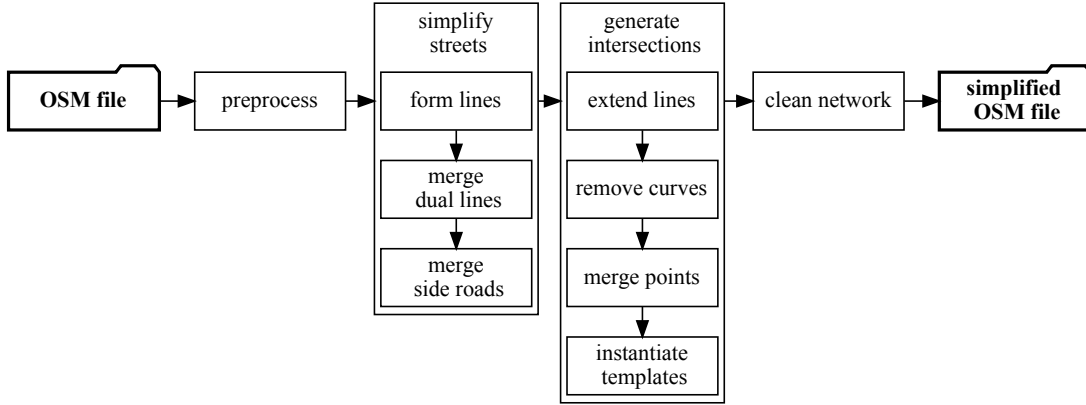 OSM file
preprocess
simplify
streets
form lines
merge
dual lines
merge
side roads
generate
intersections
extend lines
remove curves
merge points
instantiate
templates
clean network
simplified
OSM file